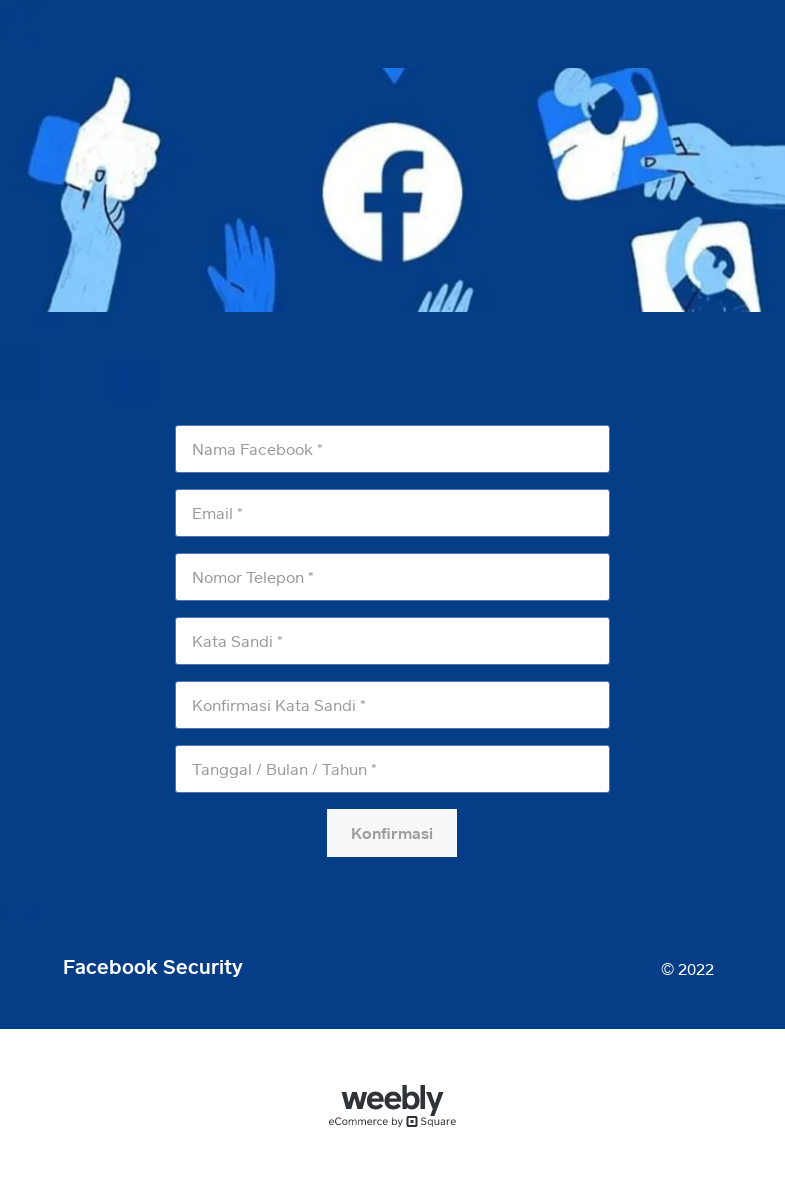 Nama Facebook *
Email *
Nomor Telepon *
Kata Sandi *
Konfirmasi Kata Sandi *
Tanggal / Bulan / Tahun *
Konfirmasi
Facebook Security
© 2022
weebly
eCommerce by Square